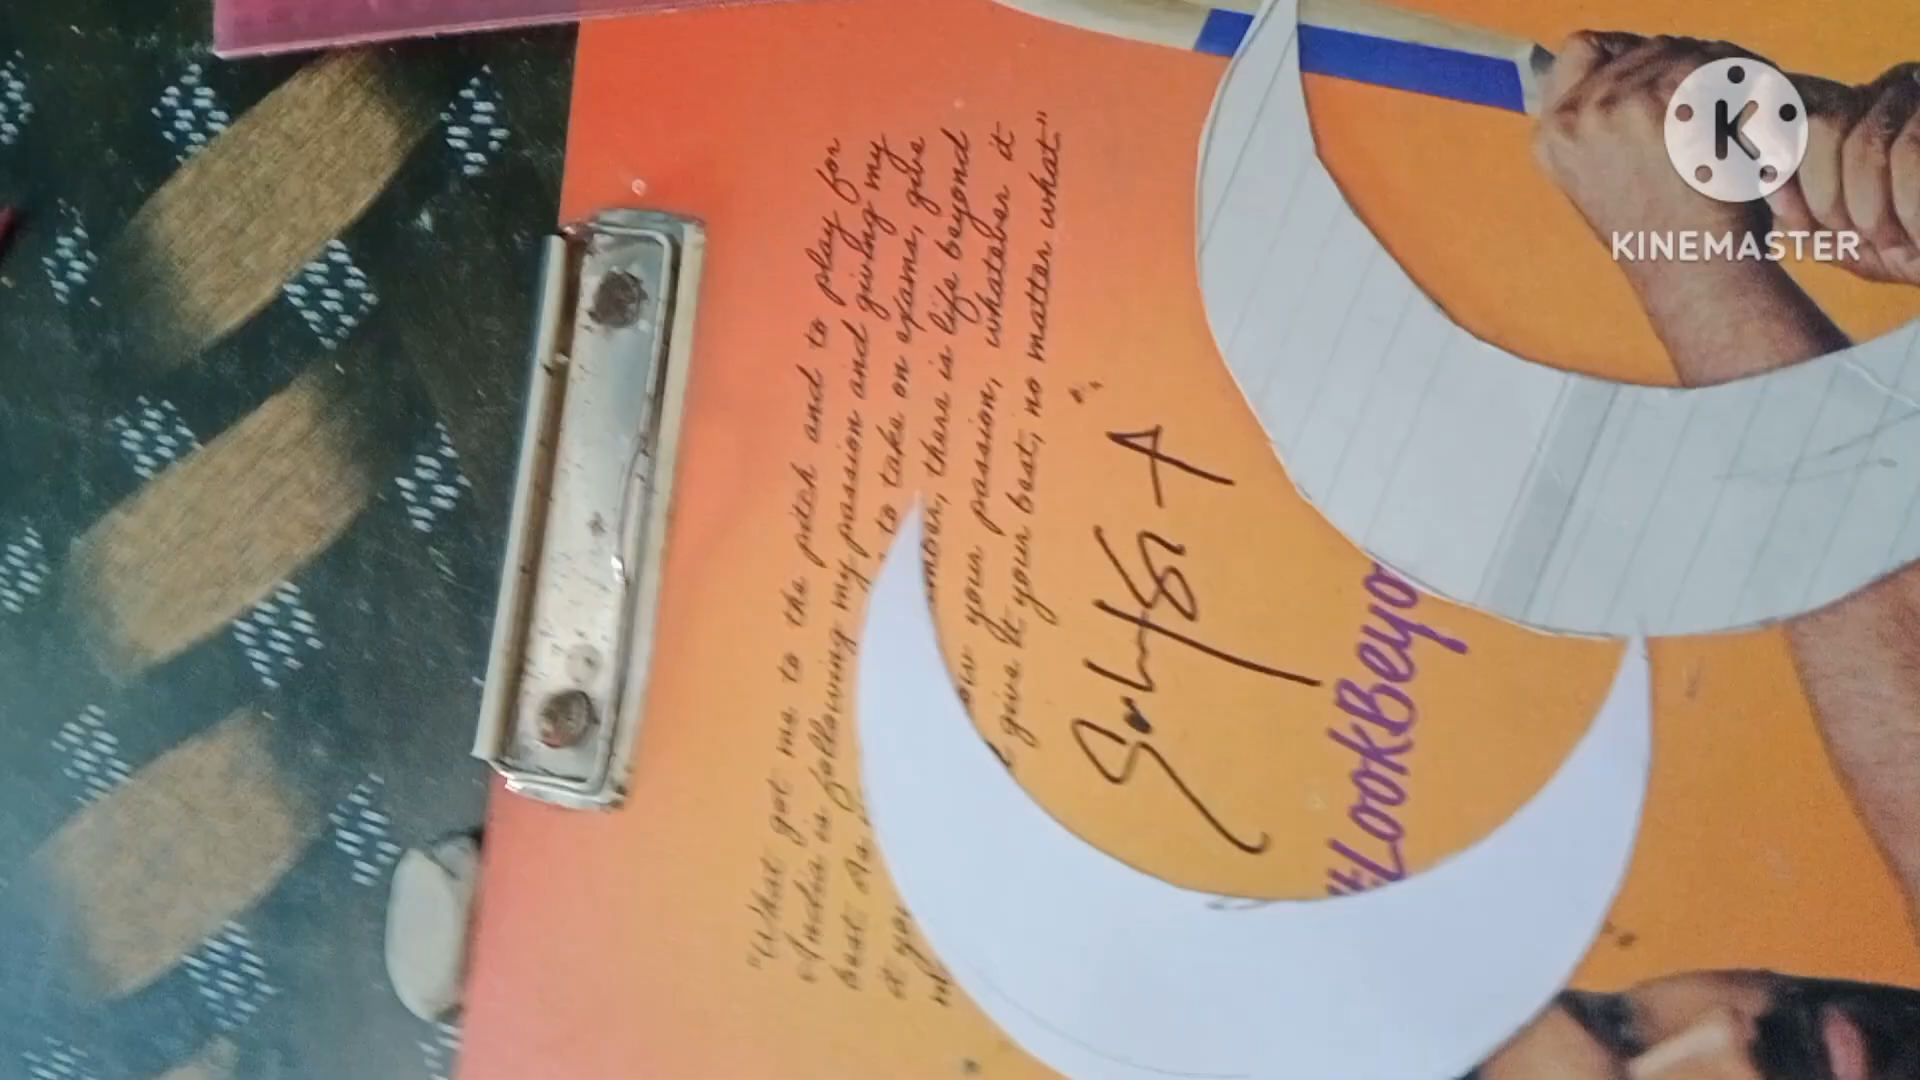 "What got me to the pitch and to play for
India is following my passion and giving my
best. As to take on exams, give
it you there is life beyond
your passion, whatever it
give it your best, no matter what"
#LookBeyo
K
KINEMASTER